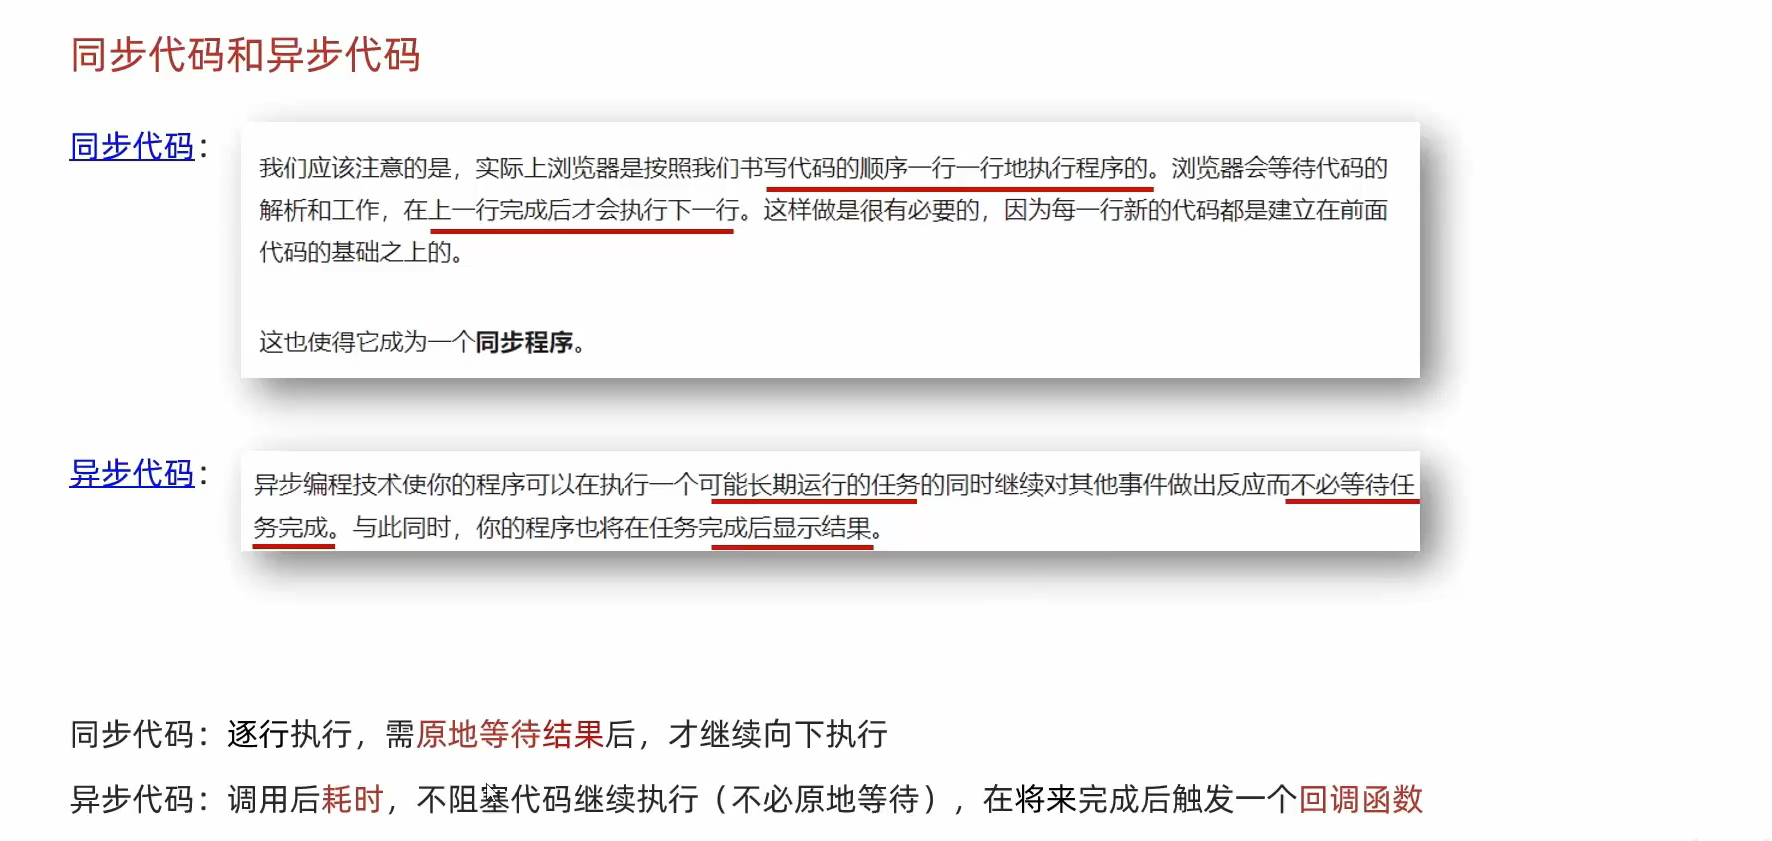 同步代码和异步代码
同步代码：
我们应该注意的是，实际上浏览器是按照我们书写代码的顺序一行一行地执行程序的。浏览器会等待代码的
解析和工作，在上一行完成后才会执行下一行。这样做是很有必要的，因为每一行新的代码都是建立在前面
代码的基础之上的。
这也使得它成为一个同步程序。
异步代码：
异步编程技术使你的程序可以在执行一个可能长期运行的任务的同时继续对其他事件做出反应而不必等待任
务完成。与此同时，你的程序也将在任务完成后显示结果。
同步代码：逐行执行，需原地等待结果后，才继续向下执行
异步代码：调用后耗时，不阻塞代码继续执行（不必原地等待），在将来完成后触发一个回调函数